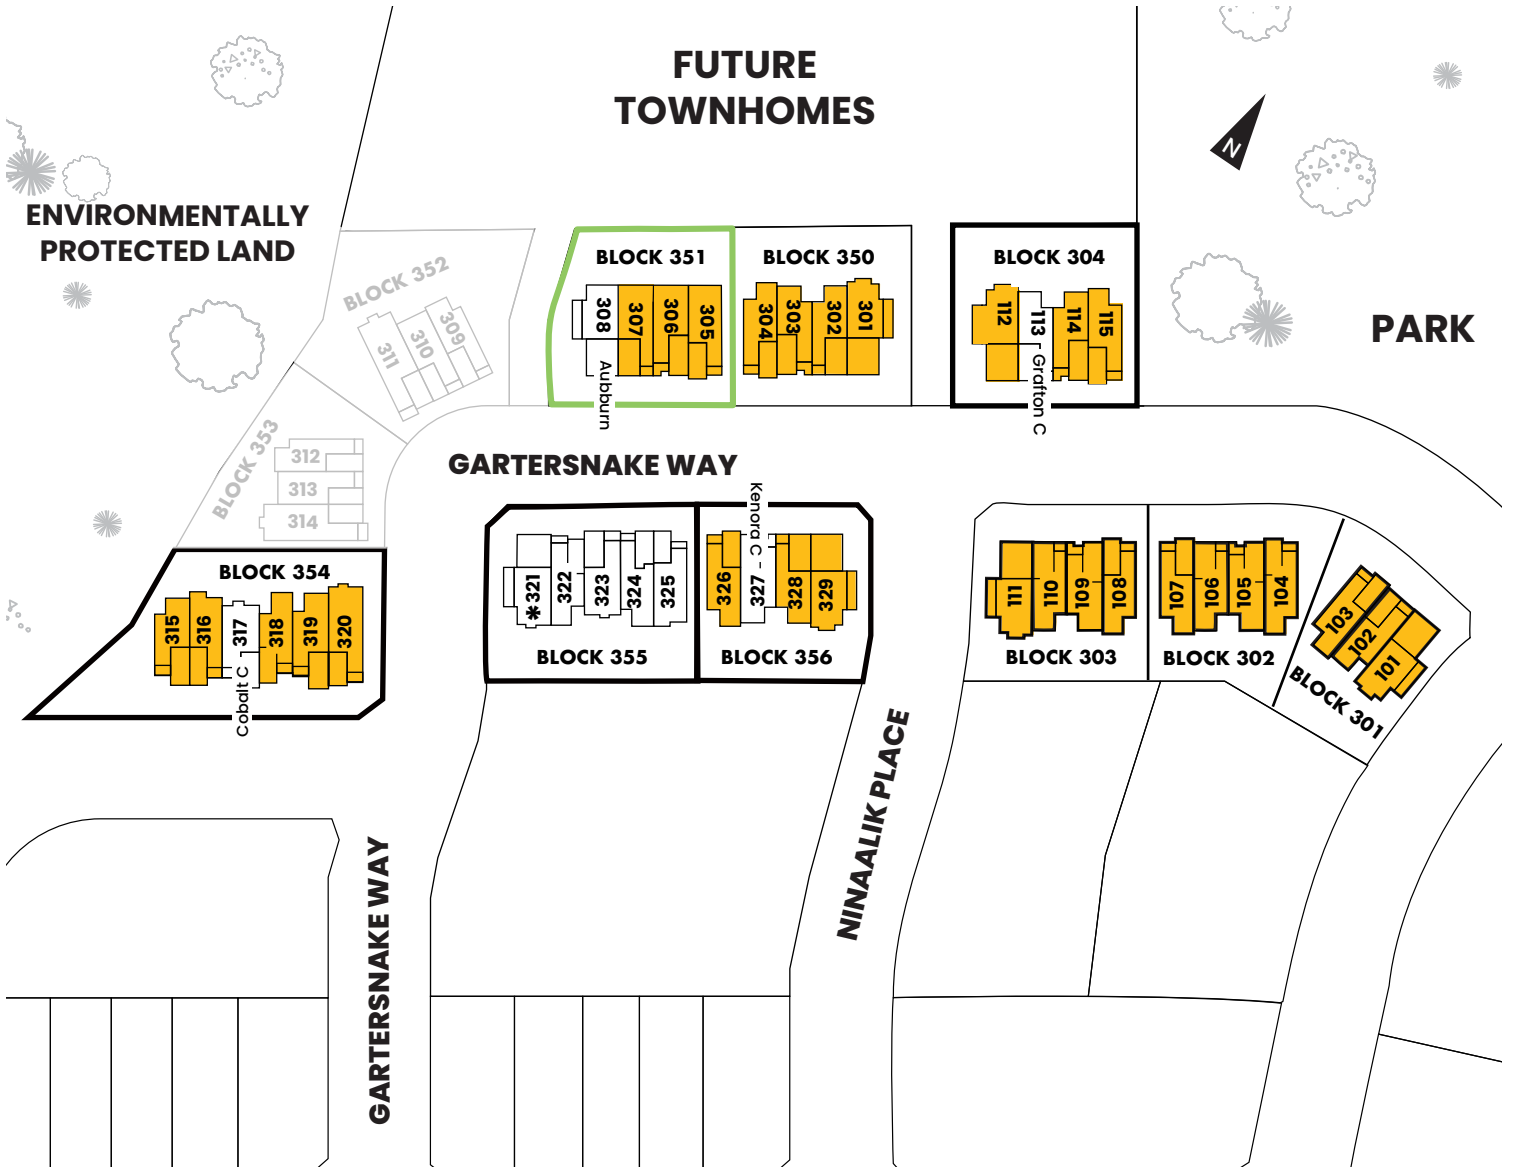 FUTURE
TOWNHOMES
N
ENVIRONMENTALLY
PROTECTED LAND
PARK
BLOCK 352
311
310
309
BLOCK 351
308
307
306
305
Aubburn
BLOCK 350
304
303
302
301
BLOCK 304
112
113
114
115
Grafton C
BLOCK 353
312
313
314
GARTERSNAKE WAY
BLOCK 354
315
316
317
318
319
320
Cobalt C
*321
322
323
324
325
BLOCK 355
Kenora C -
326
327
328
329
BLOCK 356
111
110
109
108
BLOCK 303
107
106
105
104
BLOCK 302
103
102
101
BLOCK 301
NINAALIK PLACE
GARTERSNAKE WAY